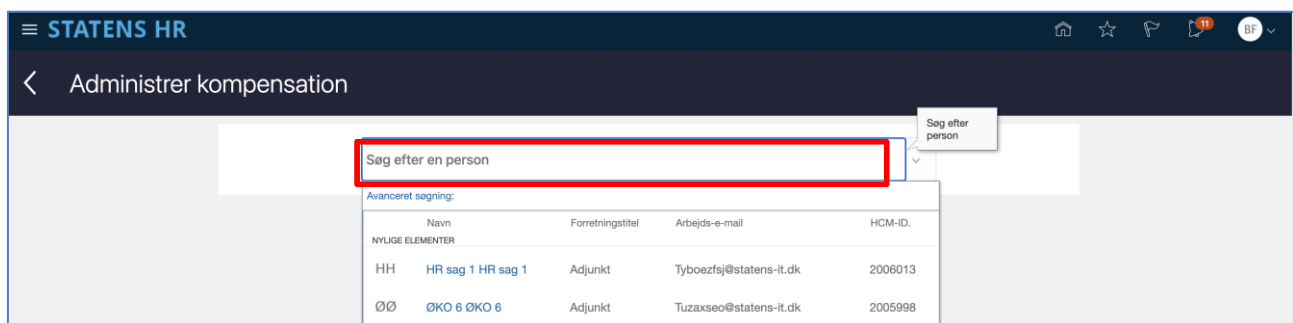 STATENS HR
11
BF
Administrer kompensation
Søg efter person
Søg efter en person
Avanceret søgning:
Navn Forretningstitel Arbejds-e-mail HCM-ID.
NYLIGE ELEMENTER
HH HR sag 1 HR sag 1 Adjunkt Tyboezfsj@statens-it.dk 2006013
ØØ ØKO 6 ØKO 6 Adjunkt Tuzaxseo@statens-it.dk 2005998